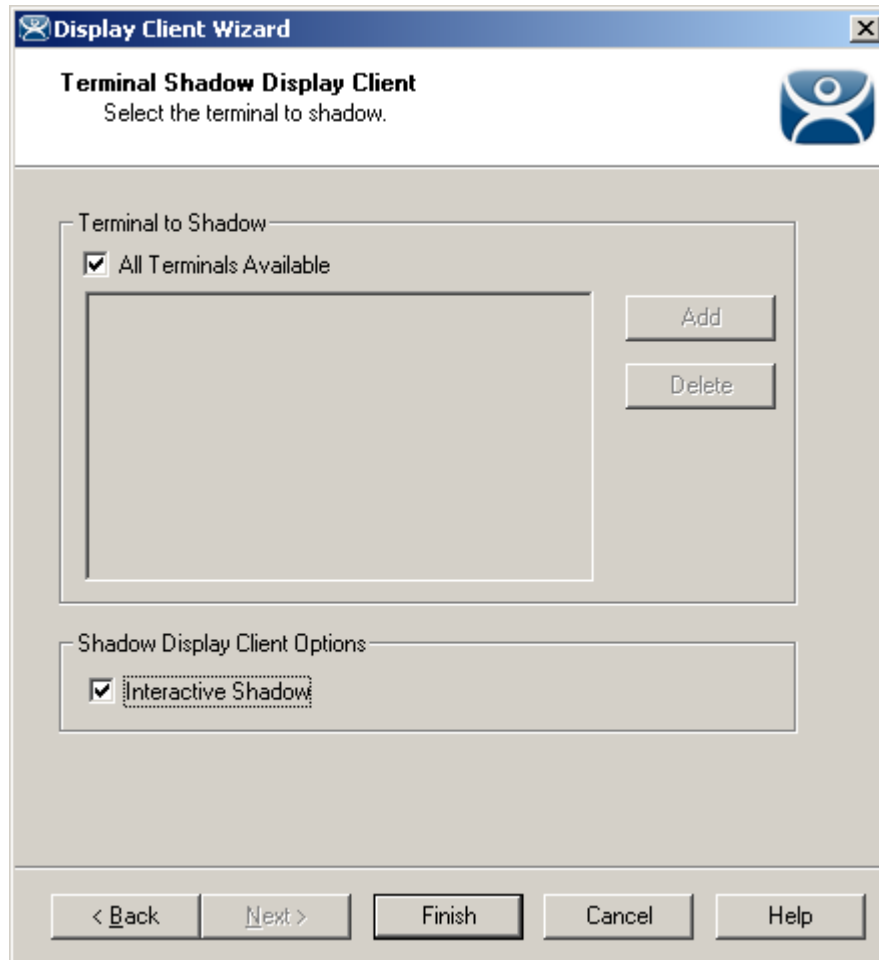 Display Client Wizard
Terminal Shadow Display Client
Select the terminal to shadow.
Terminal to Shadow
All Terminals Available
Add
Delete
Shadow Display Client Options
Interactive Shadow
< Back
Next >
Finish
Cancel
Help